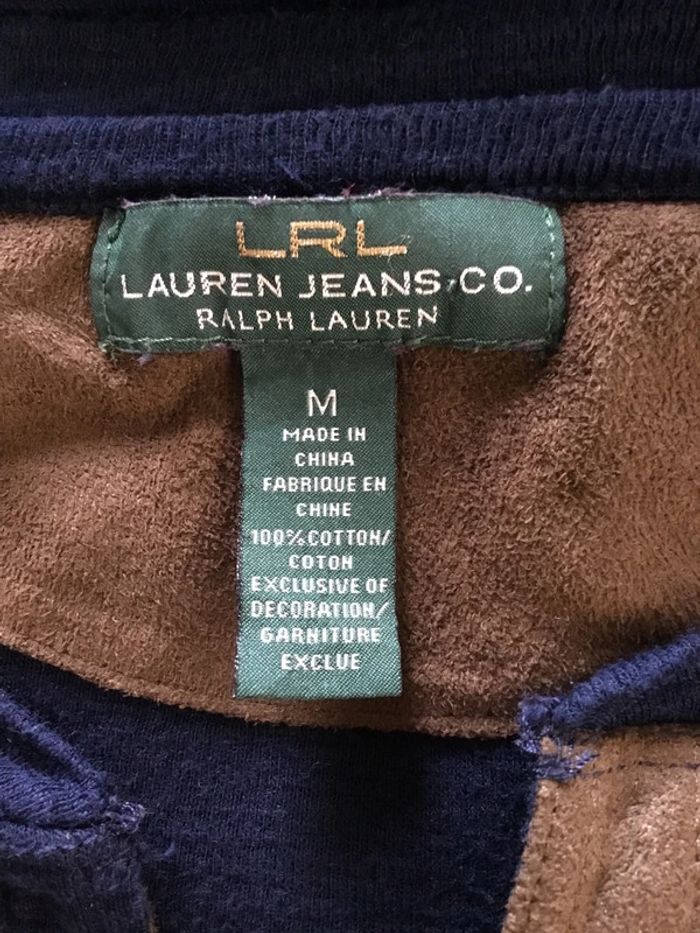 LRL
LAUREN JEANS CO.
RALPH LAUREN
M
MADE IN
CHINA
FABRIQUE EN
CHINE
100% COTTON/
COTON
EXCLUSIVE OF
DECORATION/
GARNITURE
EXCLUE